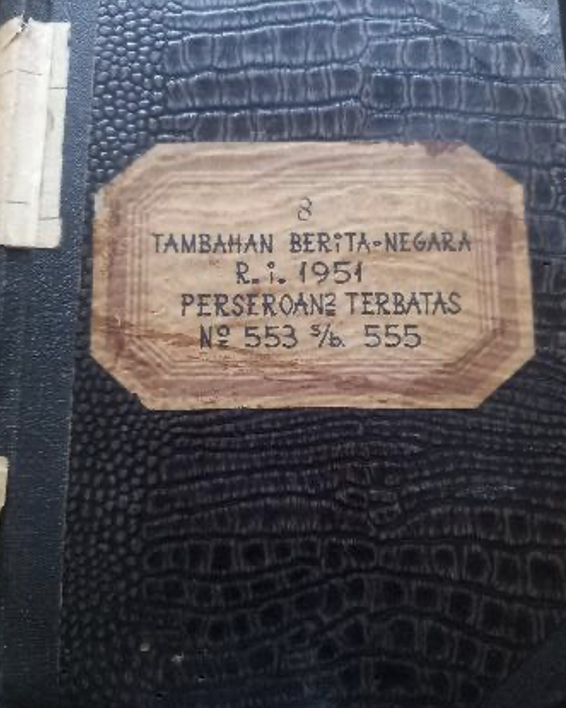 8
TAMBAHAN BERiTA-NEGARA
R. i. 1951
PERSEROAN2 TERBATAS
Nº 553 s/b. 555